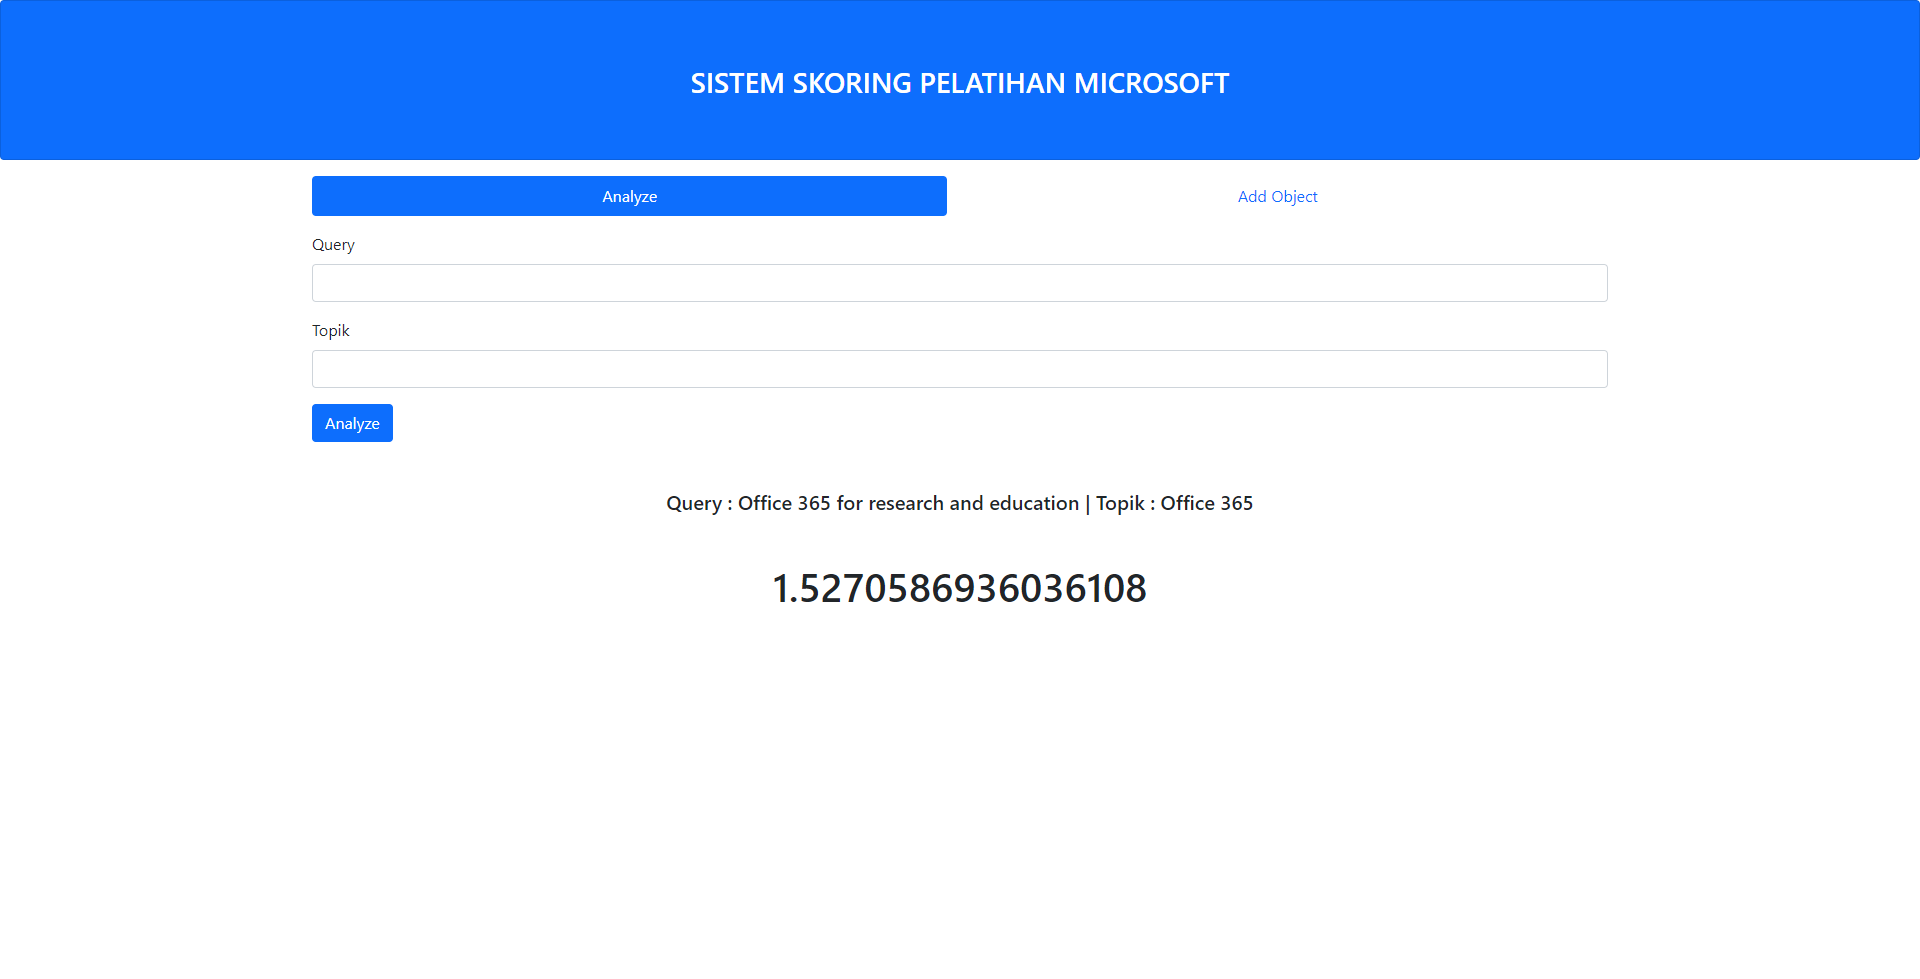 SISTEM SKORING PELATIHAN MICROSOFT
Analyze Add Object
Query
Topik
Analyze
Query : Office 365 for research and education | Topik : Office 365
1.5270586936036108